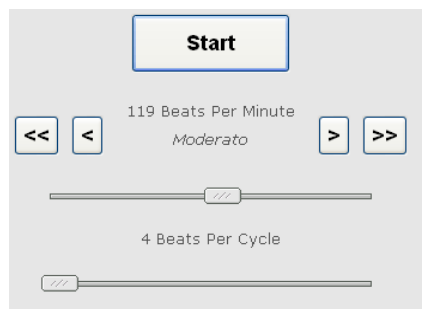 Start
119 Beats Per Minute
<< < Moderato > >>
4 Beats Per Cycle